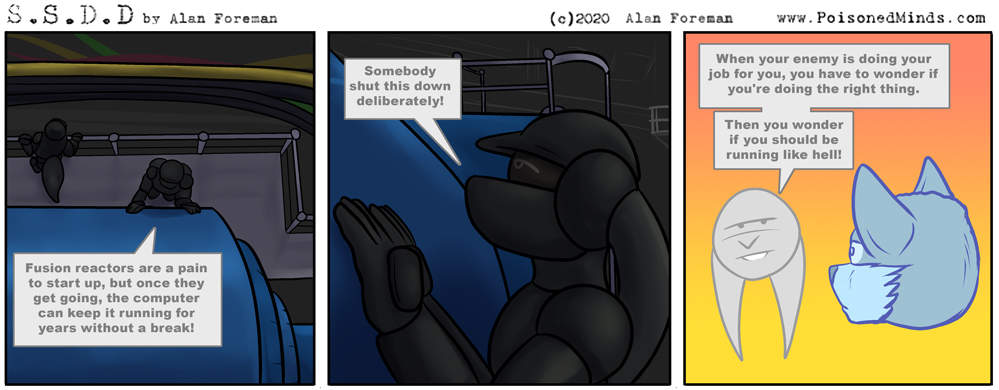 S.S.D.D by Alan Foreman (c)2020 Alan Foreman www.PoisonedMinds.com
Fusion reactors are a pain
to start up, but once they
get going, the computer
can keep it running for
years without a break!
Somebody
shut this down
deliberately!
When your enemy is doing your
job for you, you have to wonder if
you're doing the right thing.
Then you wonder
if you should be
running like hell!